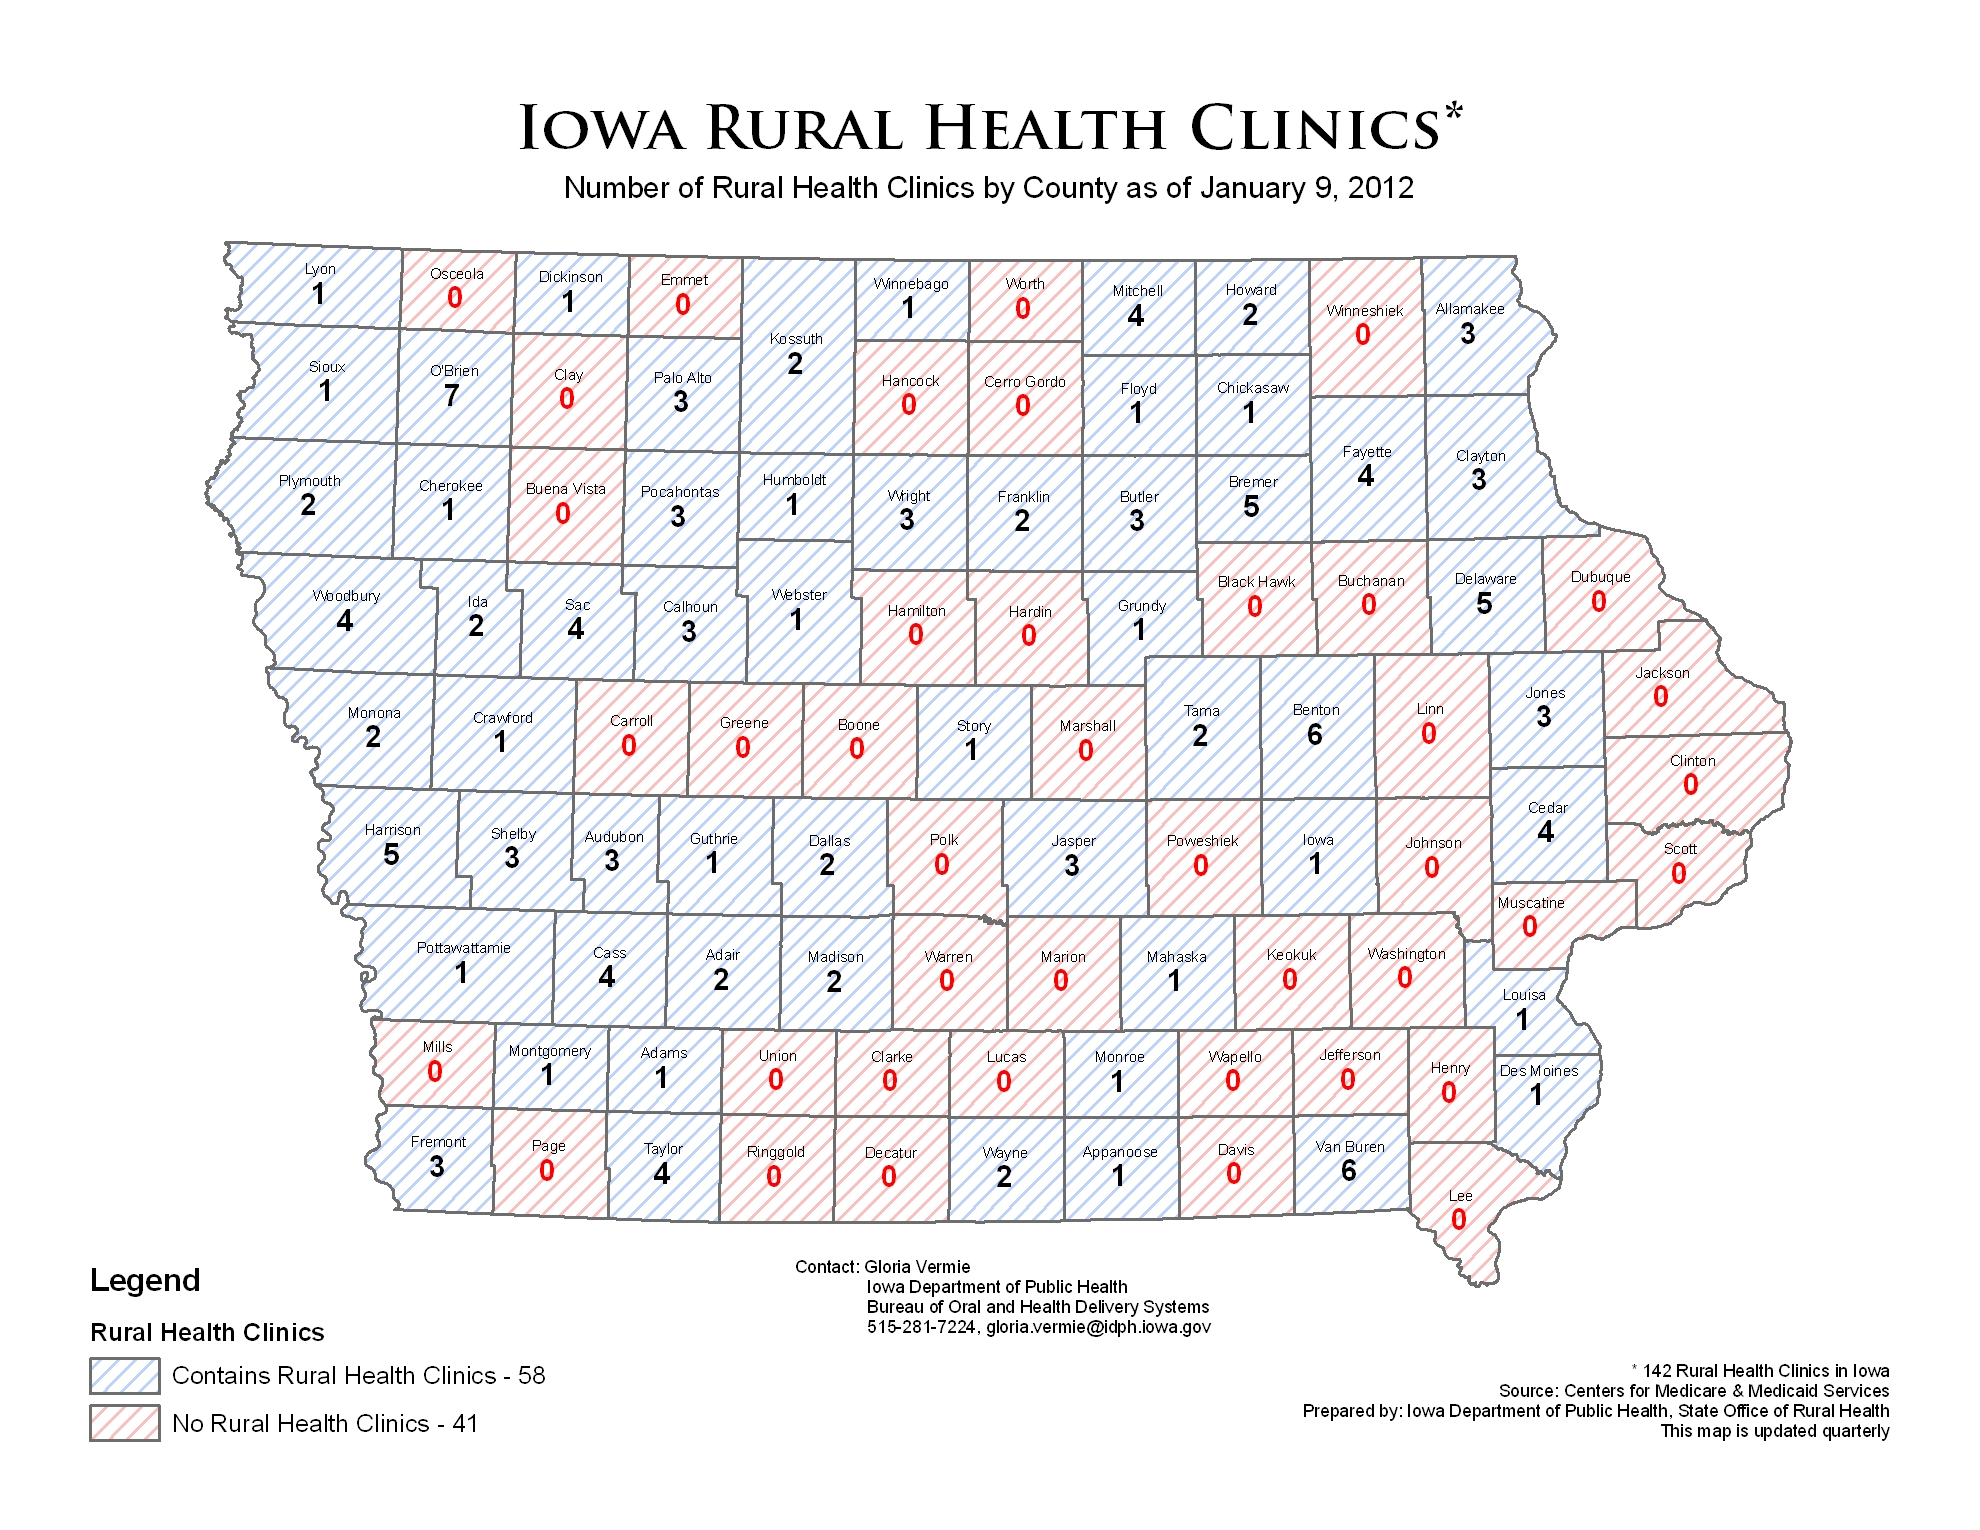 IOWA RURAL HEALTH CLINICS*
Number of Rural Health Clinics by County as of January 9, 2012
Lyon
1
Osceola
0
Dickinson
1
Emmet
0
Kossuth
2
Winnebago
1
Worth
0
Mitchell
4
Howard
2
Winneshiek
0
Allamakee
3
Sioux
1
O'Brien
7
Clay
0
Palo Alto
3
Hancock
0
Cerro Gordo
0
Floyd
1
Chickasaw
1
Fayette
4
Clayton
3
Plymouth
2
Cherokee
1
Buena Vista
0
Pocahontas
3
Humboldt
1
Wright
3
Franklin
2
Butler
3
Bremer
5
Woodbury
4
Ida
2
Sac
4
Calhoun
3
Webster
1
Hamilton
0
Hardin
0
Grundy
1
Black Hawk
0
Buchanan
0
Delaware
5
Dubuque
0
Monona
2
Crawford
1
Carroll
0
Greene
0
Boone
0
Story
1
Marshall
0
Tama
2
Benton
6
Linn
0
Jones
3
Jackson
0
Clinton
0
Harrison
5
Shelby
3
Audubon
3
Guthrie
1
Dallas
2
Polk
0
Jasper
3
Poweshiek
0
Iowa
1
Johnson
0
Cedar
4
Scott
0
Muscatine
0
Pottawattamie
1
Cass
4
Adair
2
Madison
2
Warren
0
Marion
0
Mahaska
1
Keokuk
0
Washington
0
Louisa
1
Mills
0
Montgomery
1
Adams
1
Union
0
Clarke
0
Lucas
0
Monroe
1
Wapello
0
Jefferson
0
Henry
0
Des Moines
1
Fremont
3
Page
0
Taylor
4
Ringgold
0
Decatur
0
Wayne
2
Appanoose
1
Davis
0
Van Buren
6
Lee
0
Contact: Gloria Vermie
Iowa Department of Public Health
Bureau of Oral and Health Delivery Systems
515-281-7224, gloria.vermie@idph.iowa.gov
Legend
Rural Health Clinics
Contains Rural Health Clinics - 58
No Rural Health Clinics - 41
* 142 Rural Health Clinics in Iowa
Source: Centers for Medicare & Medicaid Services
Prepared by: Iowa Department of Public Health, State Office of Rural Health
This map is updated quarterly